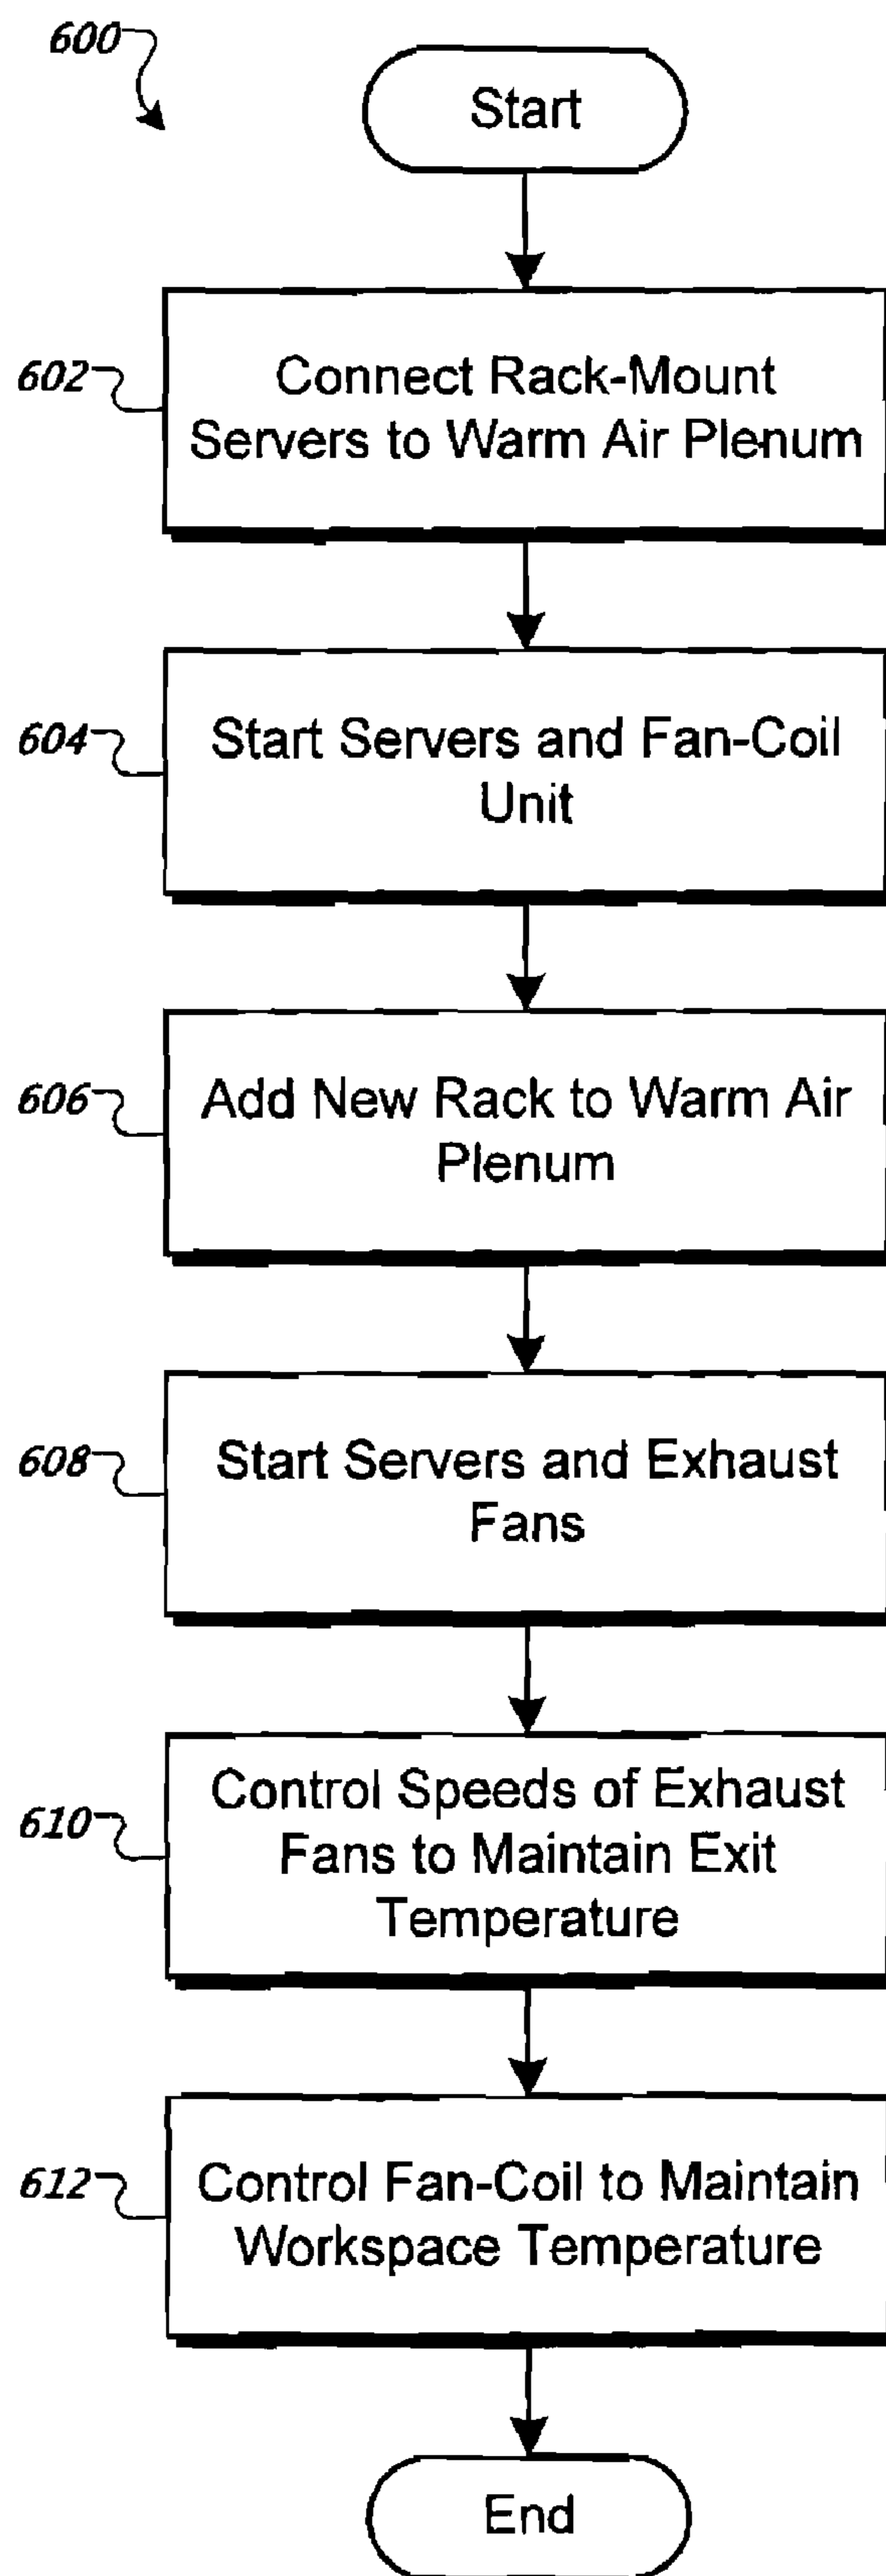 600
Start
602
Connect Rack-Mount
Servers to Warm Air Plenum
604
Start Servers and Fan-Coil
Unit
606
Add New Rack to Warm Air
Plenum
608
Start Servers and Exhaust
Fans
610
Control Speeds of Exhaust
Fans to Maintain Exit
Temperature
612
Control Fan-Coil to Maintain
Workspace Temperature
End